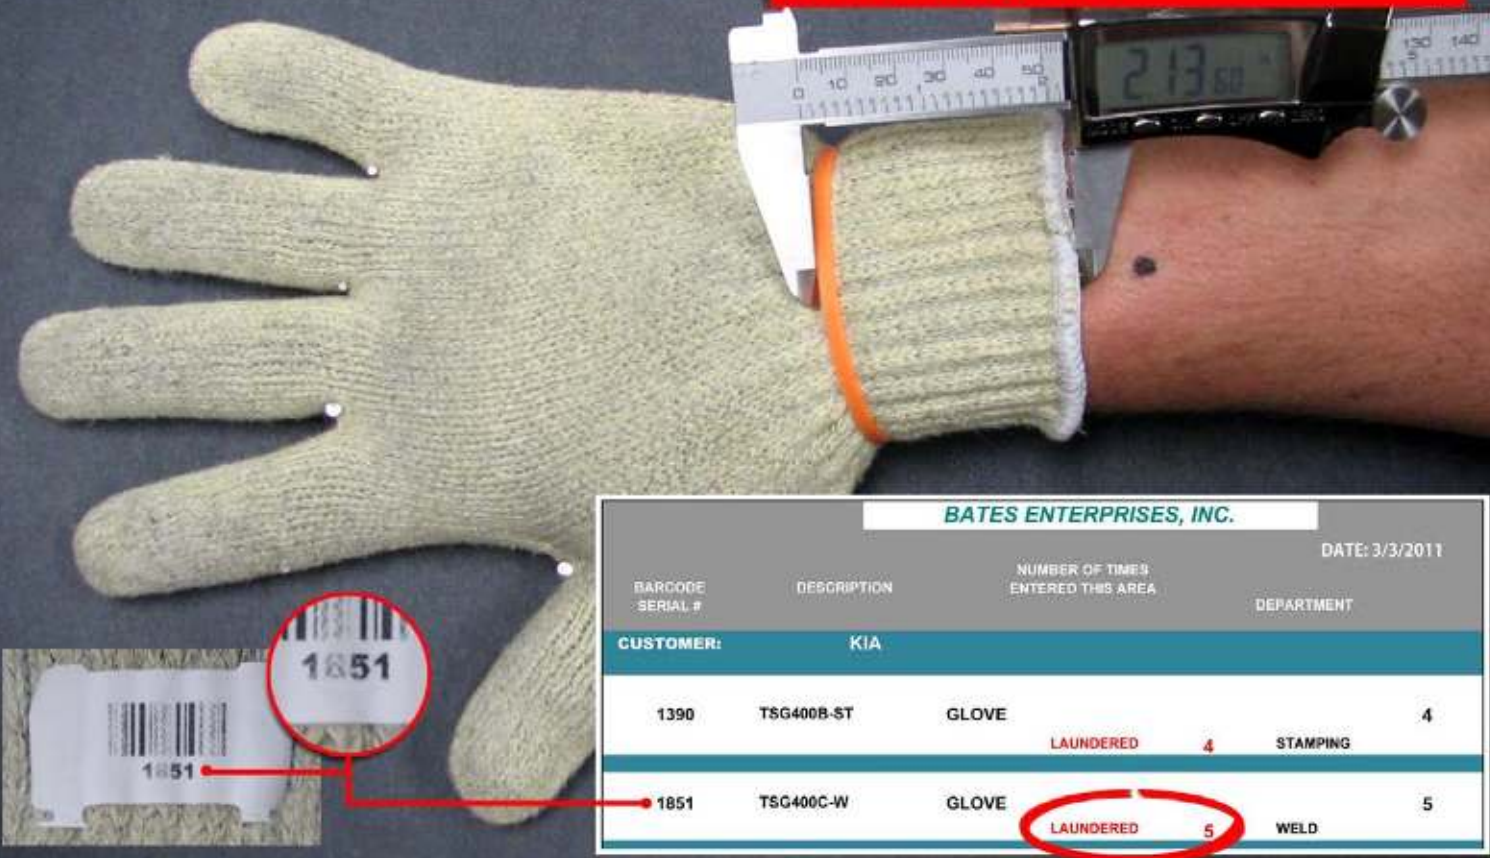 0 10 20 30 40 50
130 140
213 60
BATES ENTERPRISES, INC.
DATE: 3/3/2011
BARCODE SERIAL #
DESCRIPTION
NUMBER OF TIMES
ENTERED THIS AREA
DEPARTMENT
CUSTOMER: KIA
1390 TSG400B-ST GLOVE 4
LAUNDERED 4 STAMPING
1851 TSG400C-W GLOVE 5
LAUNDERED 5 WELD
1851
1851